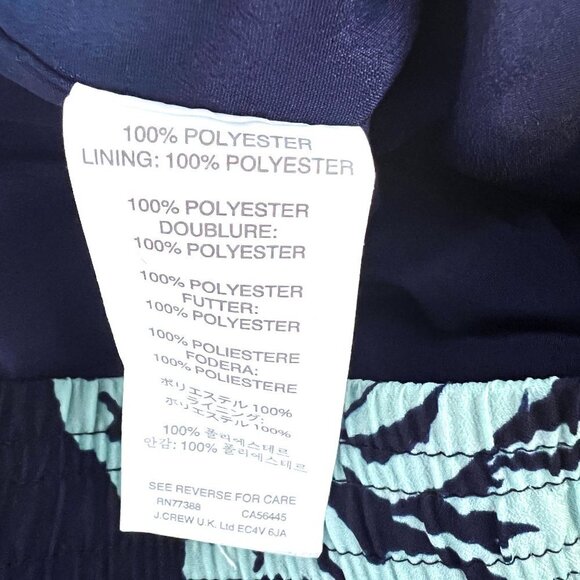 100% POLYESTER
LINING: 100% POLYESTER
100% POLYESTER
DOUBLURE:
100% POLYESTER
100% POLYESTER
FUTTER:
100% POLYESTER
100% POLIESTERE
FODERA:
100% POLIESTERE
ポリエステル 100%
ライニング:
ポリエステル 100%
100% 폴리에스테르
안감: 100% 폴리에스테르
SEE REVERSE FOR CARE
RN77388 CA56445
J.CREW U.K. Ltd EC4V 6JA